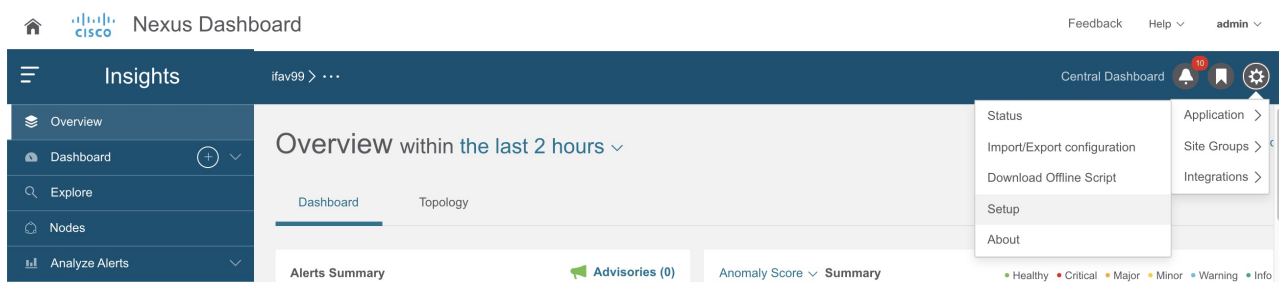 CISCO Nexus Dashboard Feedback Help admin
Insights ifav99 > ··· Central Dashboard 10
Overview
Dashboard
Explore
Nodes
Analyze Alerts
Overview within the last 2 hours
Dashboard Topology
Alerts Summary Advisories (0)
Anomaly Score Summary
Healthy Critical Major Minor Warning Info
Status
Import/Export configuration
Download Offline Script
Setup
About
Application >
Site Groups >
Integrations >